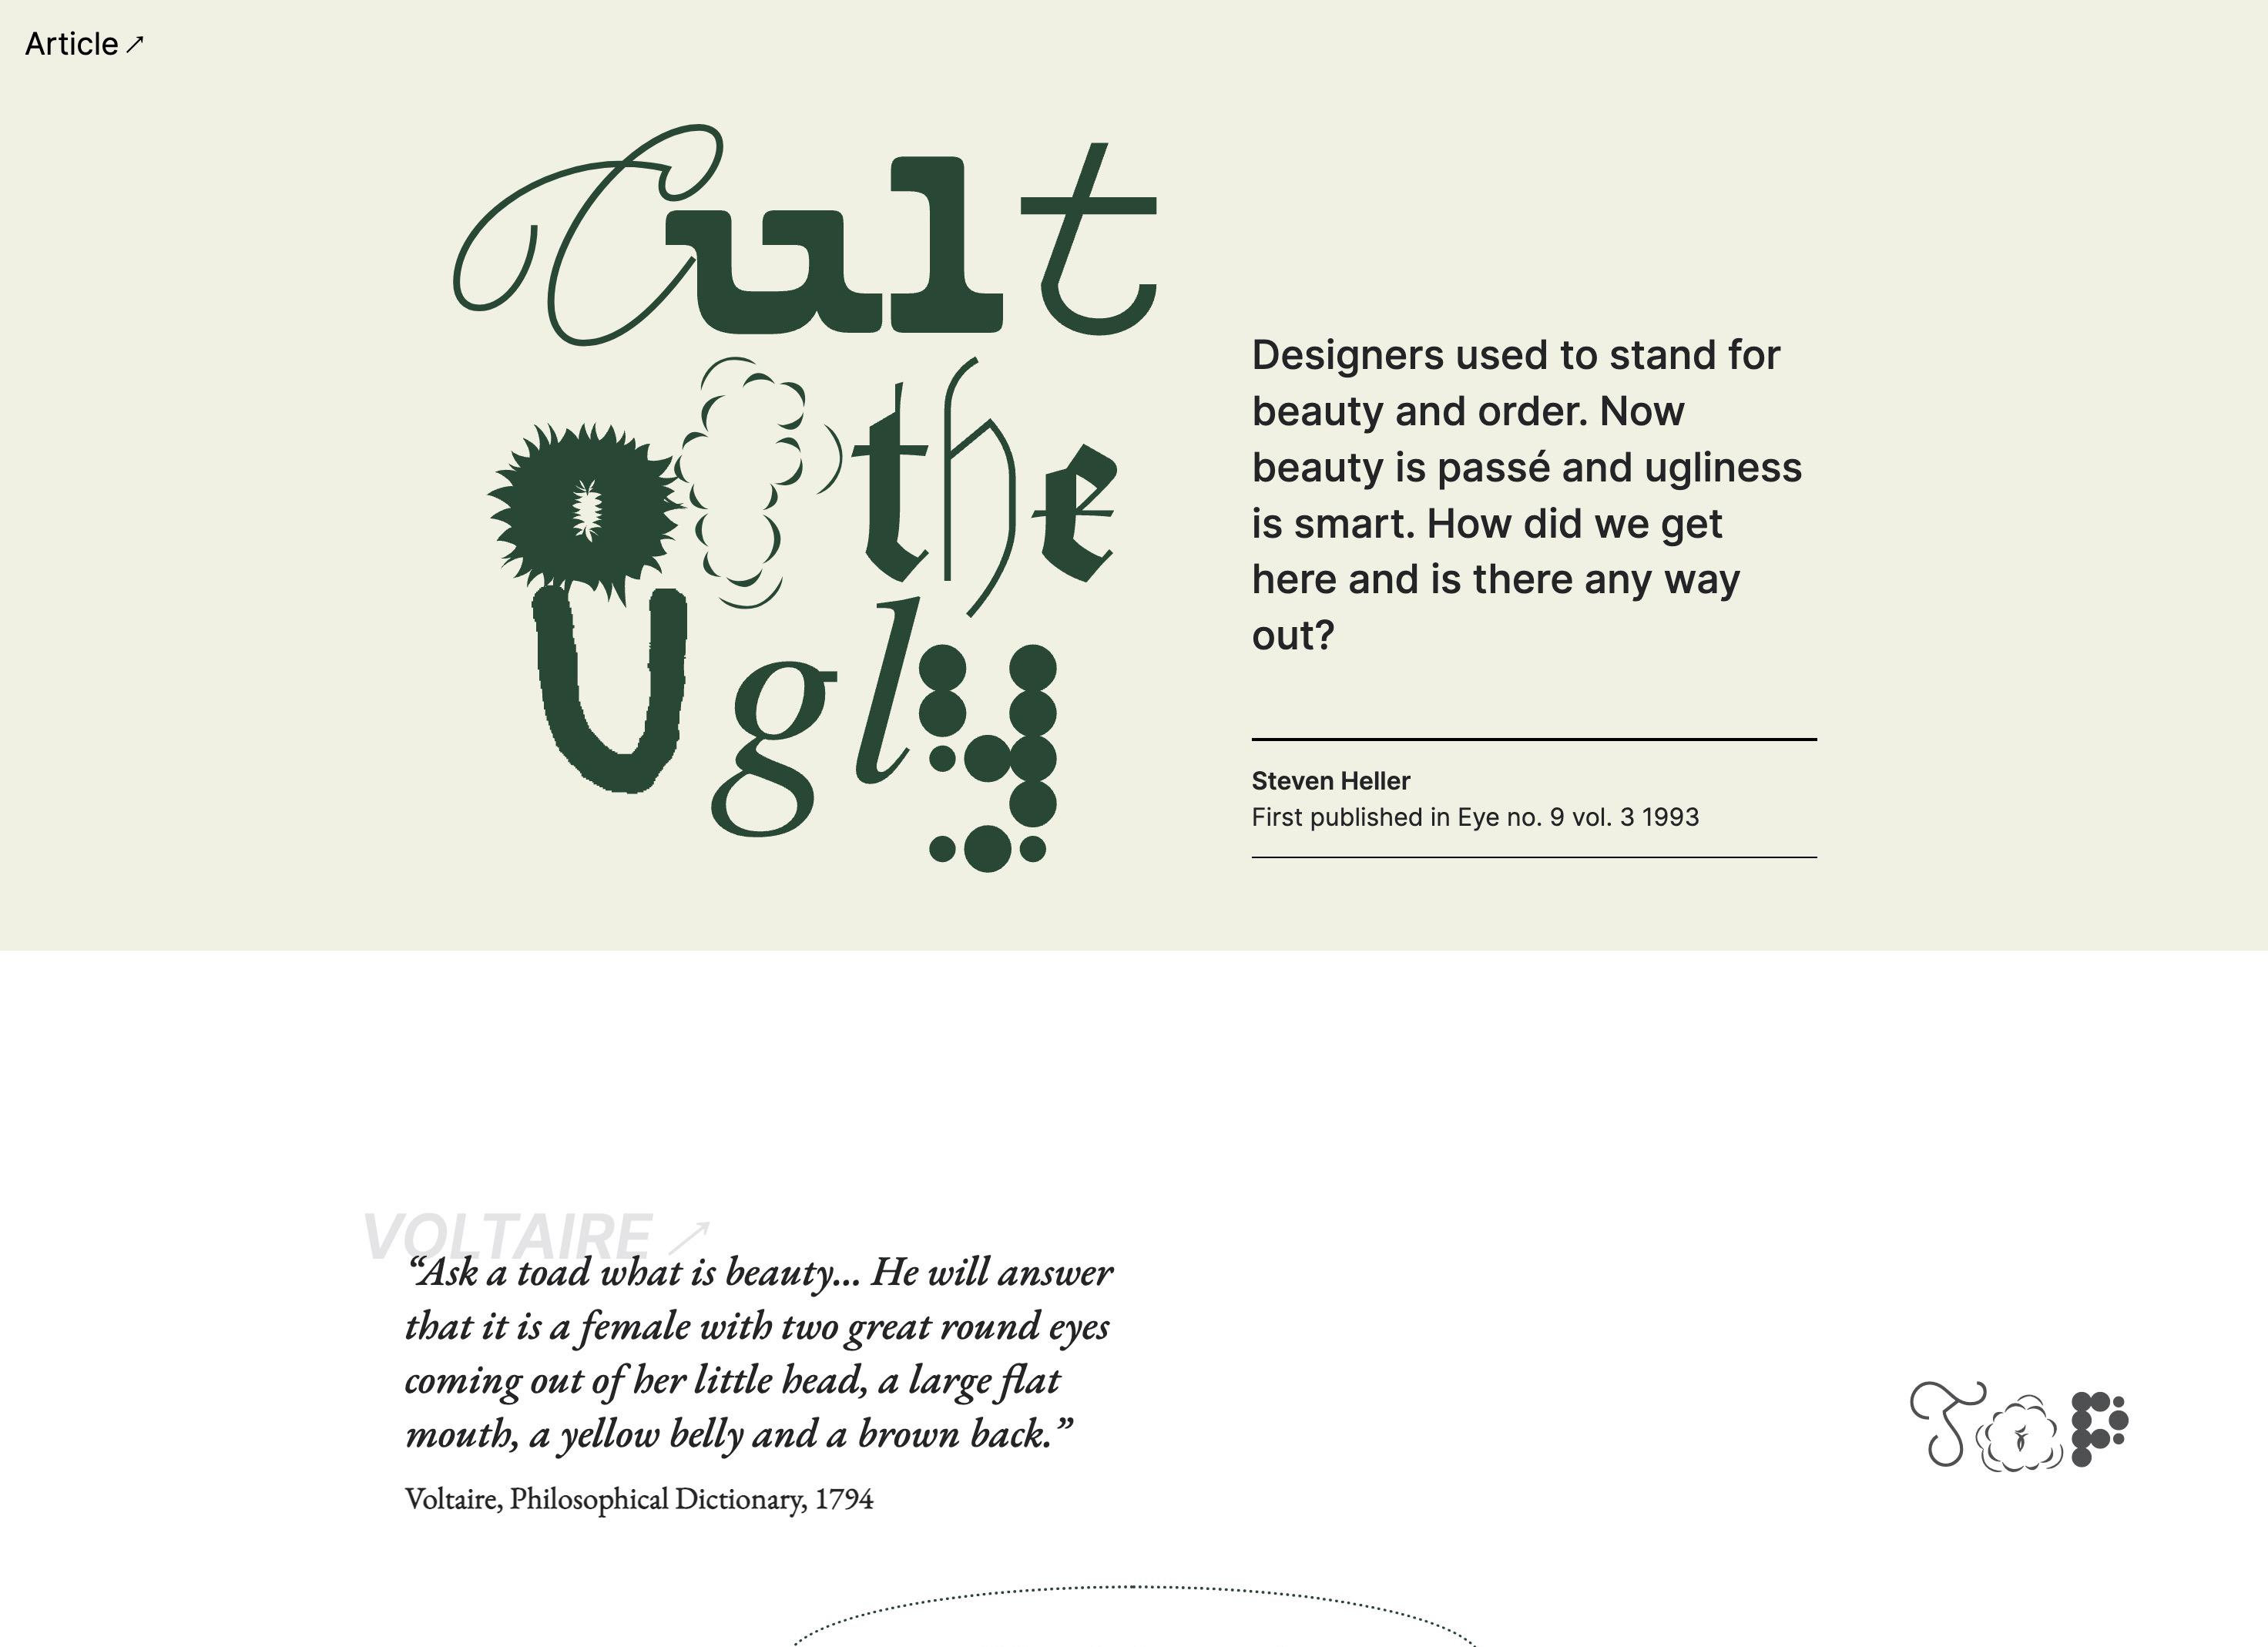 Article ↗
Cult
of the
Ugly
Designers used to stand for
beauty and order. Now
beauty is passé and ugliness
is smart. How did we get
here and is there any way
out?
Steven Heller
First published in Eye no. 9 vol. 3 1993
VOLTAIRE ↗
“Ask a toad what is beauty... He will answer
that it is a female with two great round eyes
coming out of her little head, a large flat
mouth, a yellow belly and a brown back.”
Voltaire, Philosophical Dictionary, 1794
ToP